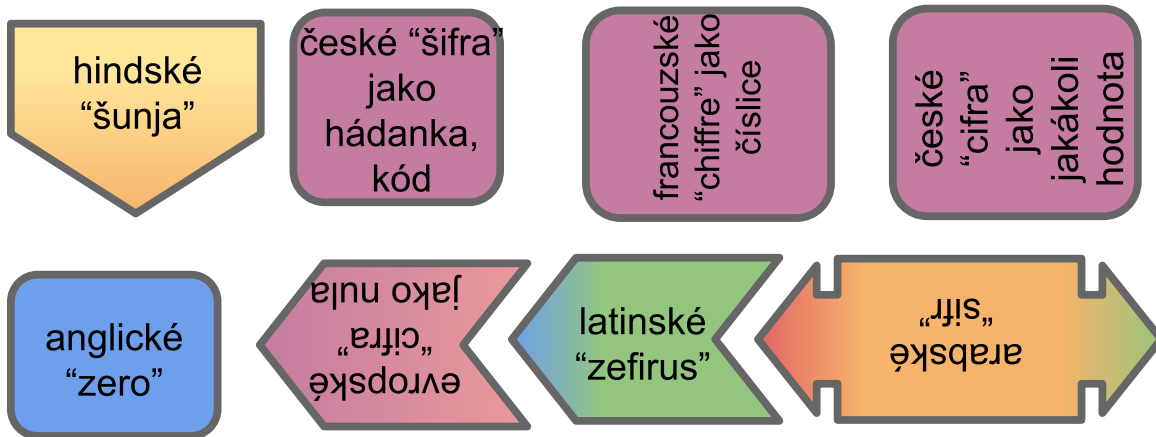 hindské
“šunja”
české “šifra”
jako
hádanka,
kód
francouzské
“chiffre” jako
číslice
české
“cifra”
jako
jakákoli
hodnota
anglické
“zero”
evropské
“cifra”
jako nula
latinské
“zefirus”
arabské
“sifr”